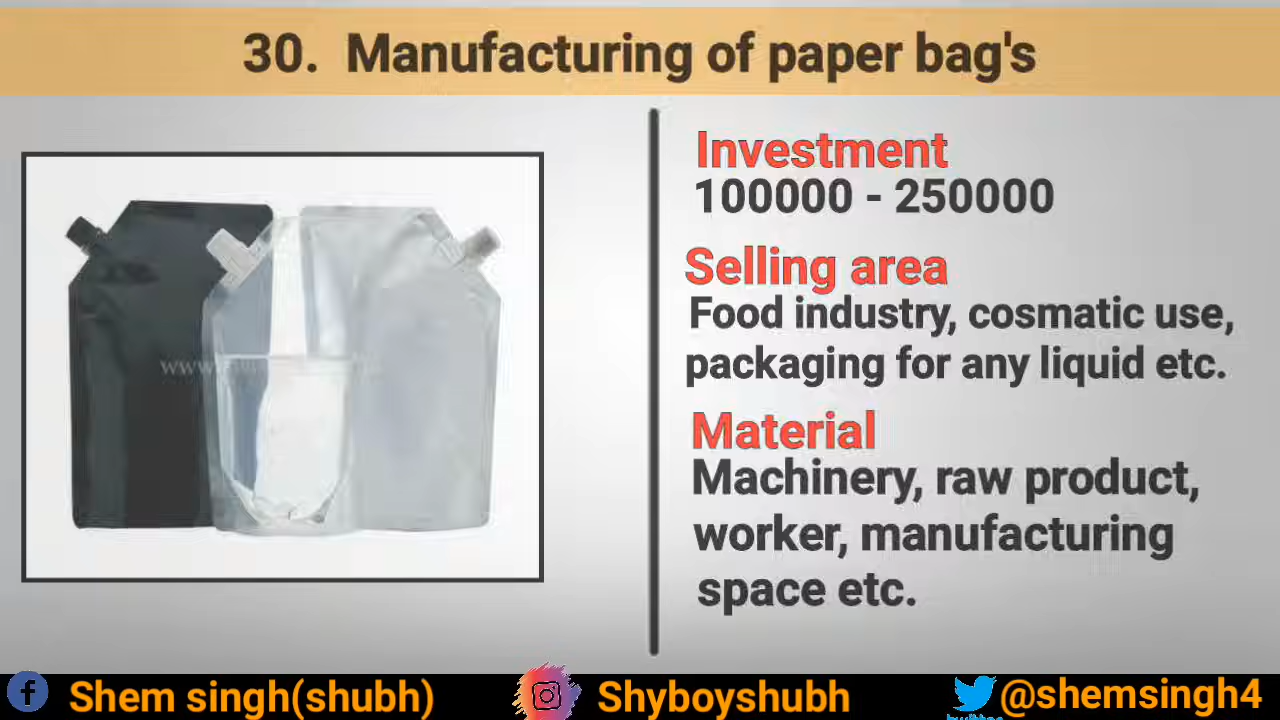 30. Manufacturing of paper bag's
Investment
100000 - 250000
Selling area
Food industry, cosmatic use,
packaging for any liquid etc.
Material
Machinery, raw product,
worker, manufacturing
space etc.
www
Shem singh(shubh)
Shyboyshubh
@shemsingh4